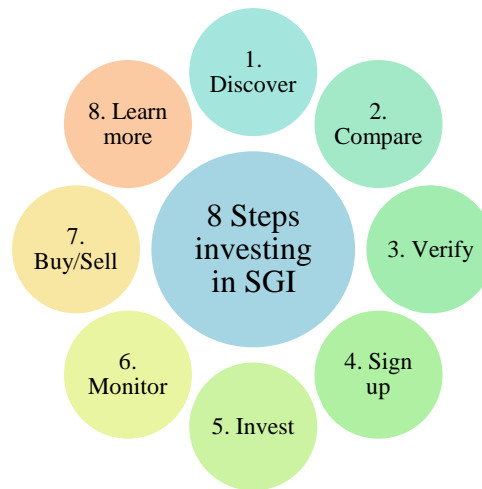 1.
Discover
2.
Compare
3. Verify
4. Sign
up
5. Invest
6.
Monitor
7.
Buy/Sell
8. Learn
more
8 Steps
investing
in SGI